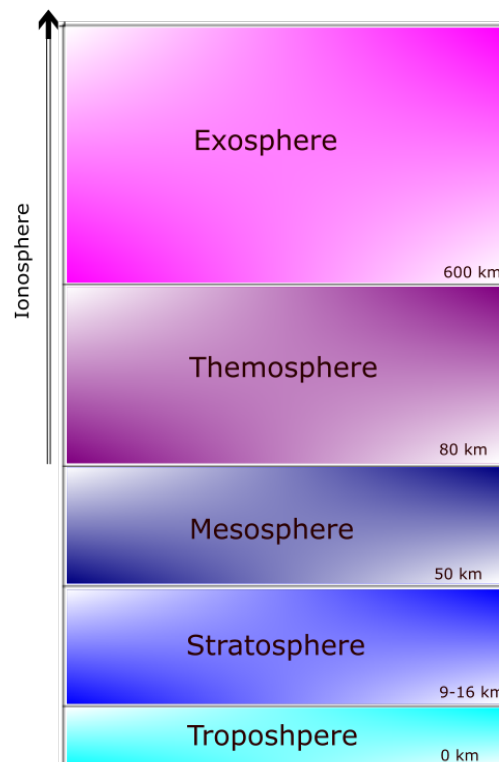 Ionosphere
Exosphere
600 km
Themosphere
80 km
Mesosphere
50 km
Stratosphere
9-16 km
Troposhpere
0 km